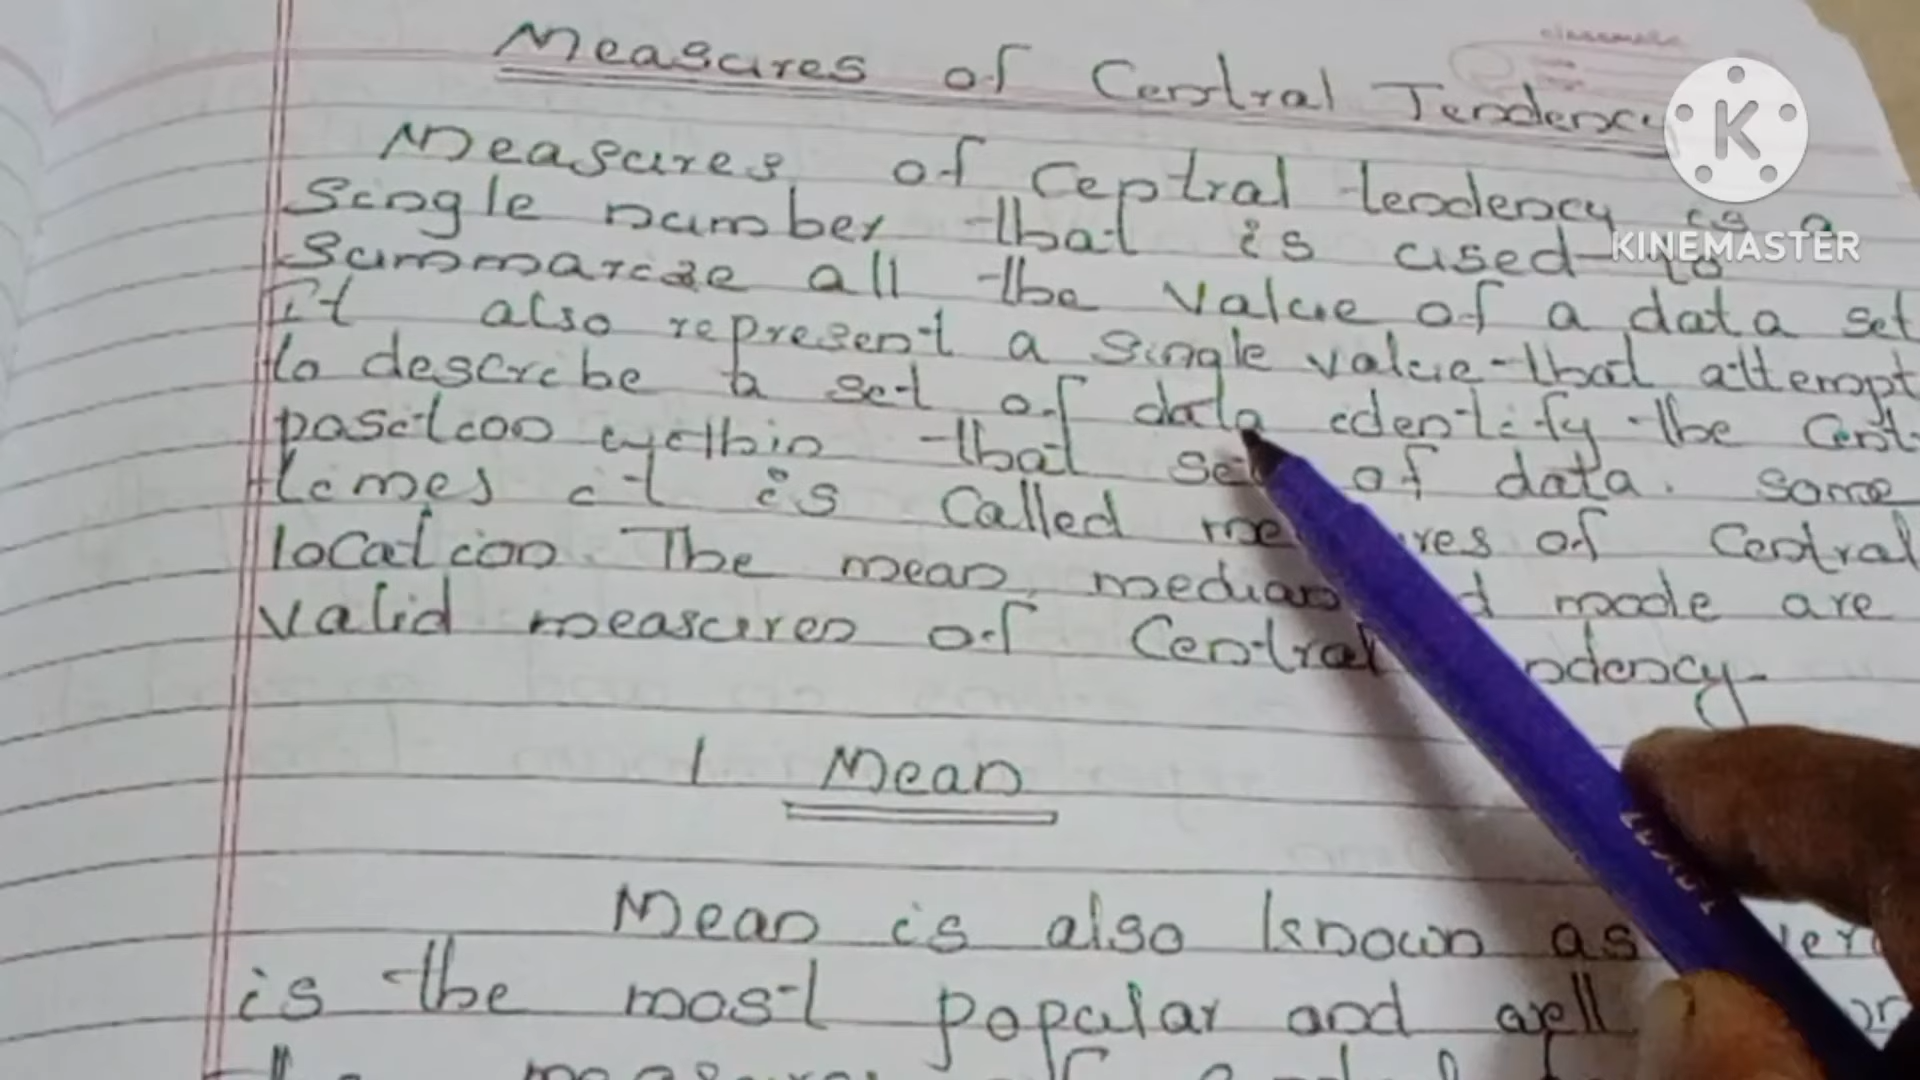 classmate
Measures of Central Tendency
K
Measures of Central tendency is a
Single number that is used to
KINEMASTER
Summarize all the value of a data set
It also represent a single value that attempt
to describe a set of data identify the Cent
position within that set of data. some
times it is Called measures of Central
location. The mean, median and mode are
valid measures of Central tendency.
1 Mean
Mean is also known as
is the most popular and well